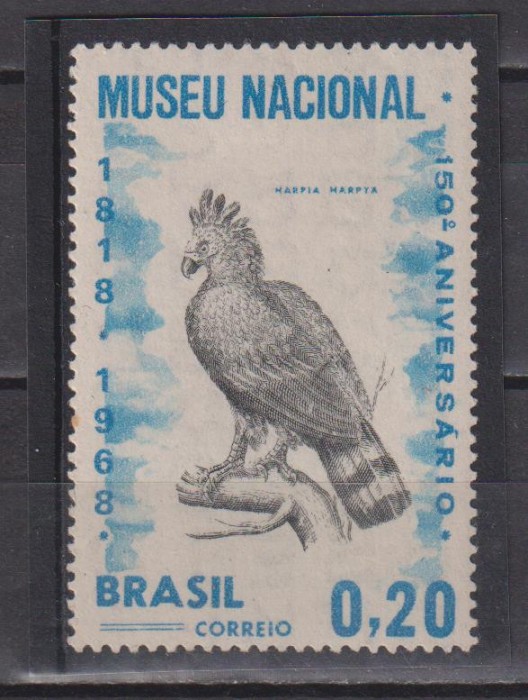 MUSEU NACIONAL
1818 · 1968 ·
· 150º ANIVERSÁRIO ·
HARPIA HARPYA
BRASIL
CORREIO
0,20